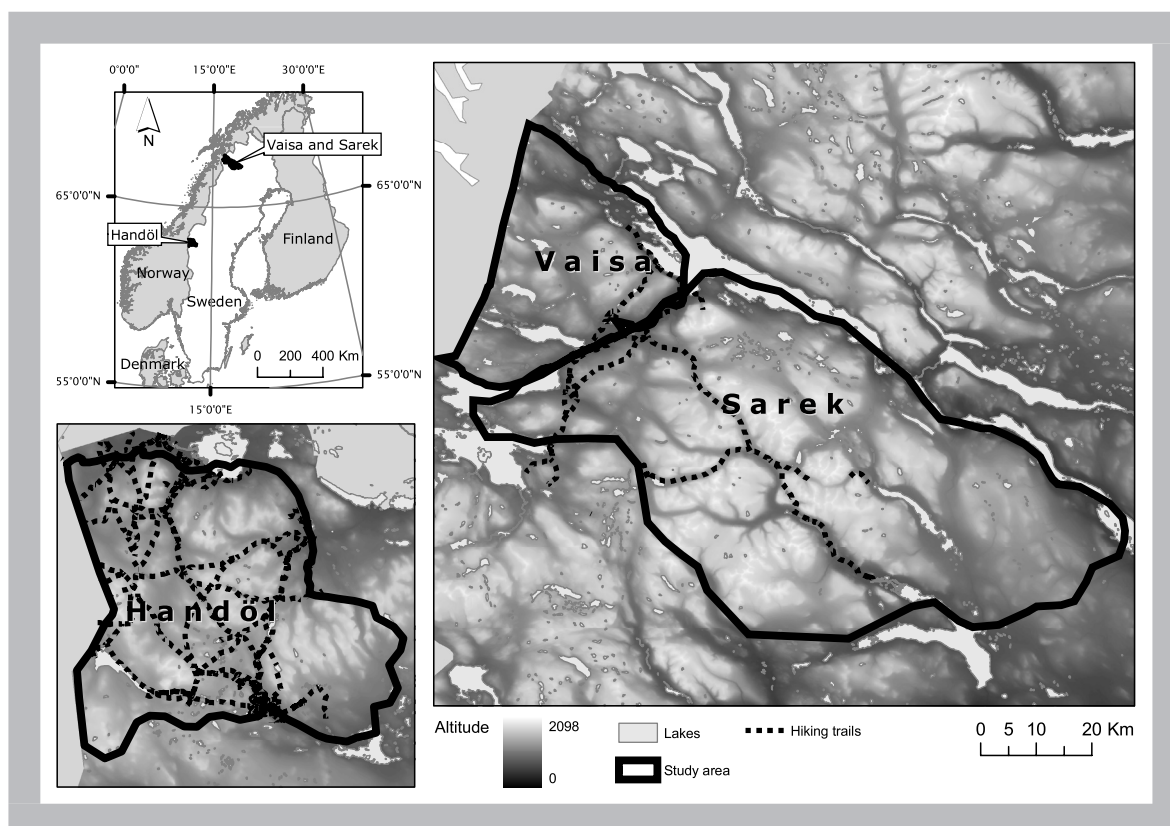 0°0'0" 15°0'0"E 30°0'0"E
N
Vaisa and Sarek
65°0'0"N
65°0'0"N
Handöl
Finland
Norway
Sweden
0 200 400 Km
Denmark
55°0'0"N
55°0'0"N
15°0'0"E
Vaisa
Sarek
Handöl
Altitude
2098
0
Lakes
Study area
Hiking trails
0 5 10 20 Km